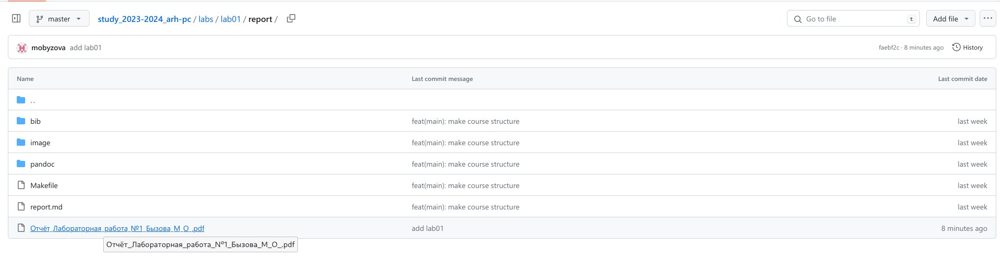 master study_2023-2024_arh-pc / labs / lab01 / report / Go to file t Add file ...
mobyzova add lab01 faebf2c · 8 minutes ago History
Name Last commit message Last commit date
..
bib feat(main): make course structure last week
image feat(main): make course structure last week
pandoc feat(main): make course structure last week
Makefile feat(main): make course structure last week
report.md feat(main): make course structure last week
Отчёт_Лабораторная_работа_№1_Бызова_М_О_.pdf add lab01 8 minutes ago
Отчёт_Лабораторная_работа_№1_Бызова_М_О_.pdf